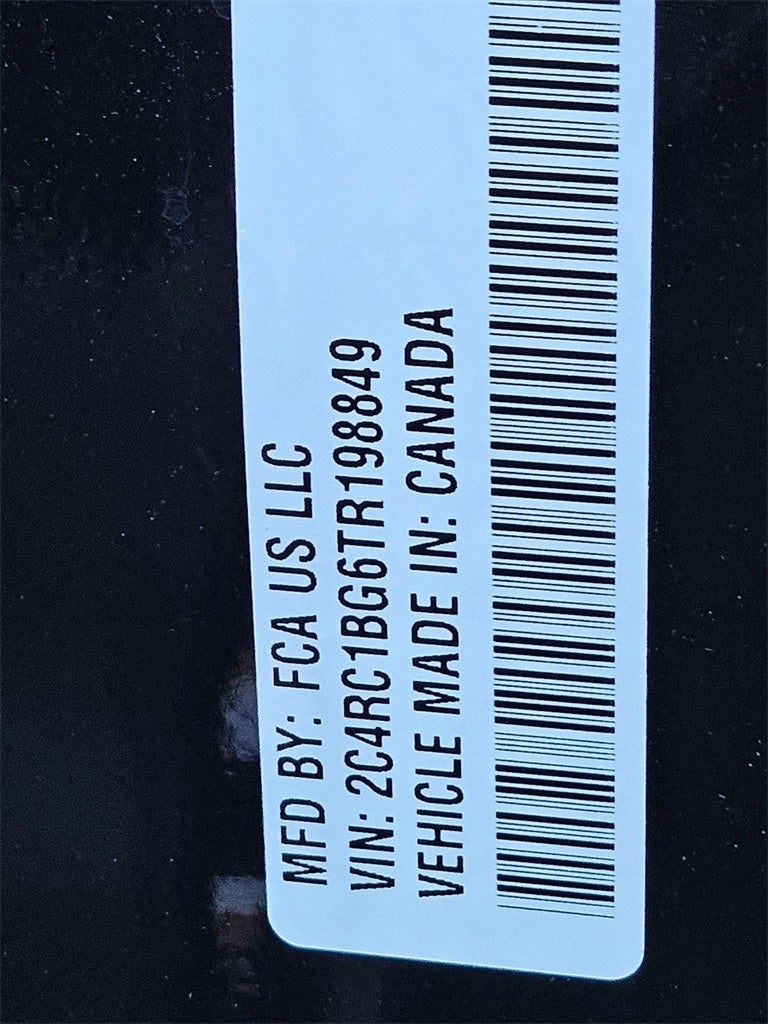 MFD BY: FCA US LLC
VIN: 2C4RC1BG6TR198849
VEHICLE MADE IN: CANADA